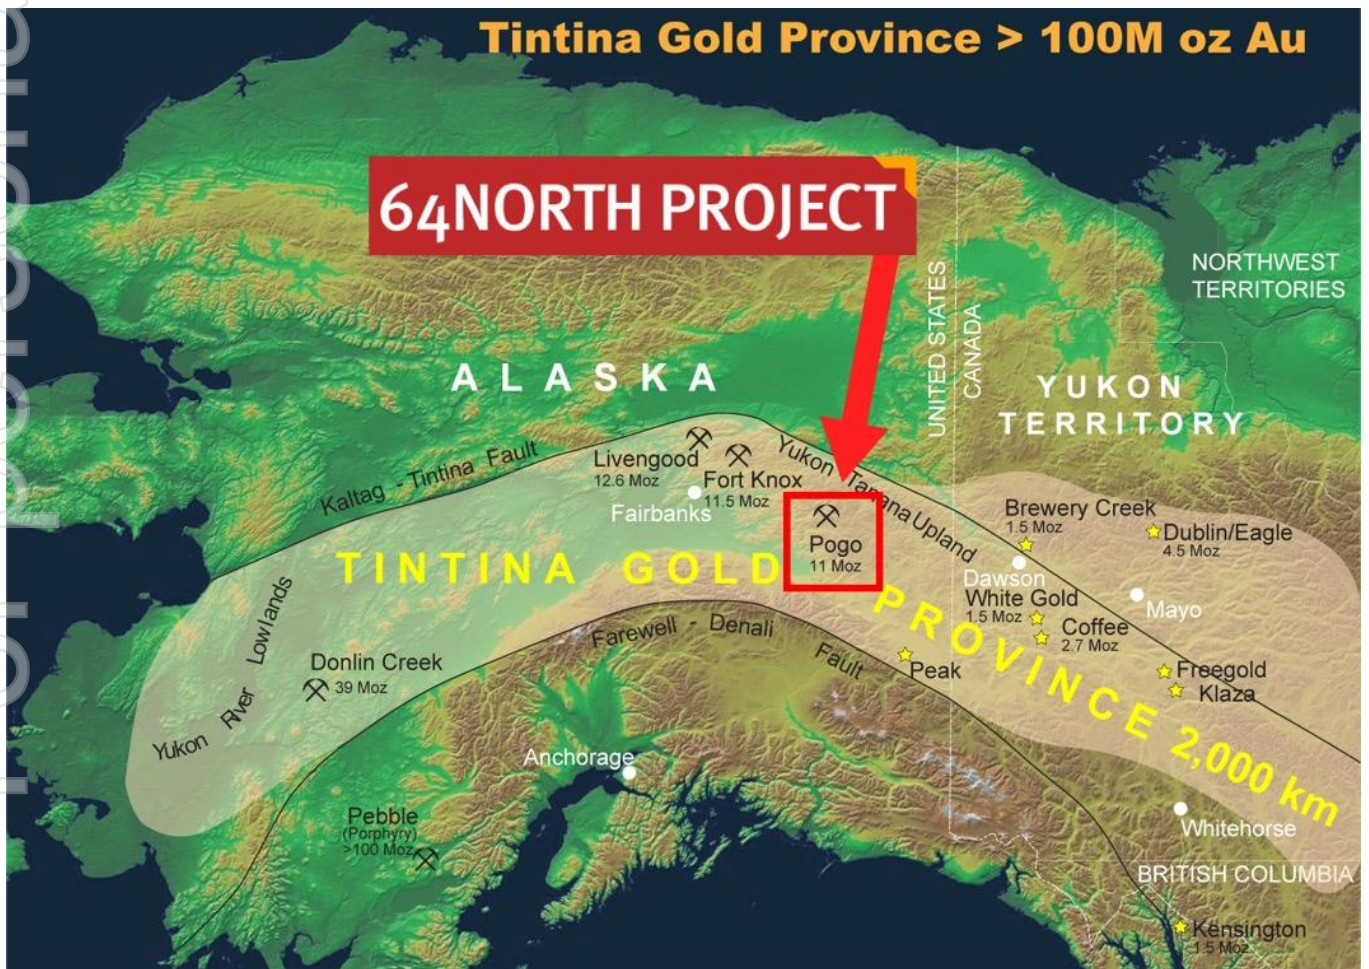 Tintina Gold Province > 100M oz Au
64NORTH PROJECT
NORTHWEST
TERRITORIES
UNITED STATES
CANADA
ALASKA
YUKON
TERRITORY
Kaltag - Tintina Fault
Livengood
12.6 Moz
Fort Knox
11.5 Moz
Fairbanks
Yukon - Tanana Upland
Pogo
11 Moz
Brewery Creek
1.5 Moz
Dublin/Eagle
4.5 Moz
Dawson
White Gold
1.5 Moz
Mayo
Coffee
2.7 Moz
TINTINA GOLD PROVINCE 2,000 km
Yukon River Lowlands
Farewell - Denali Fault
Donlin Creek
39 Moz
Peak
Freegold
Klaza
Anchorage
Pebble
(Porphyry)
>100 Moz
Whitehorse
BRITISH COLUMBIA
Kensington
1.5 Moz